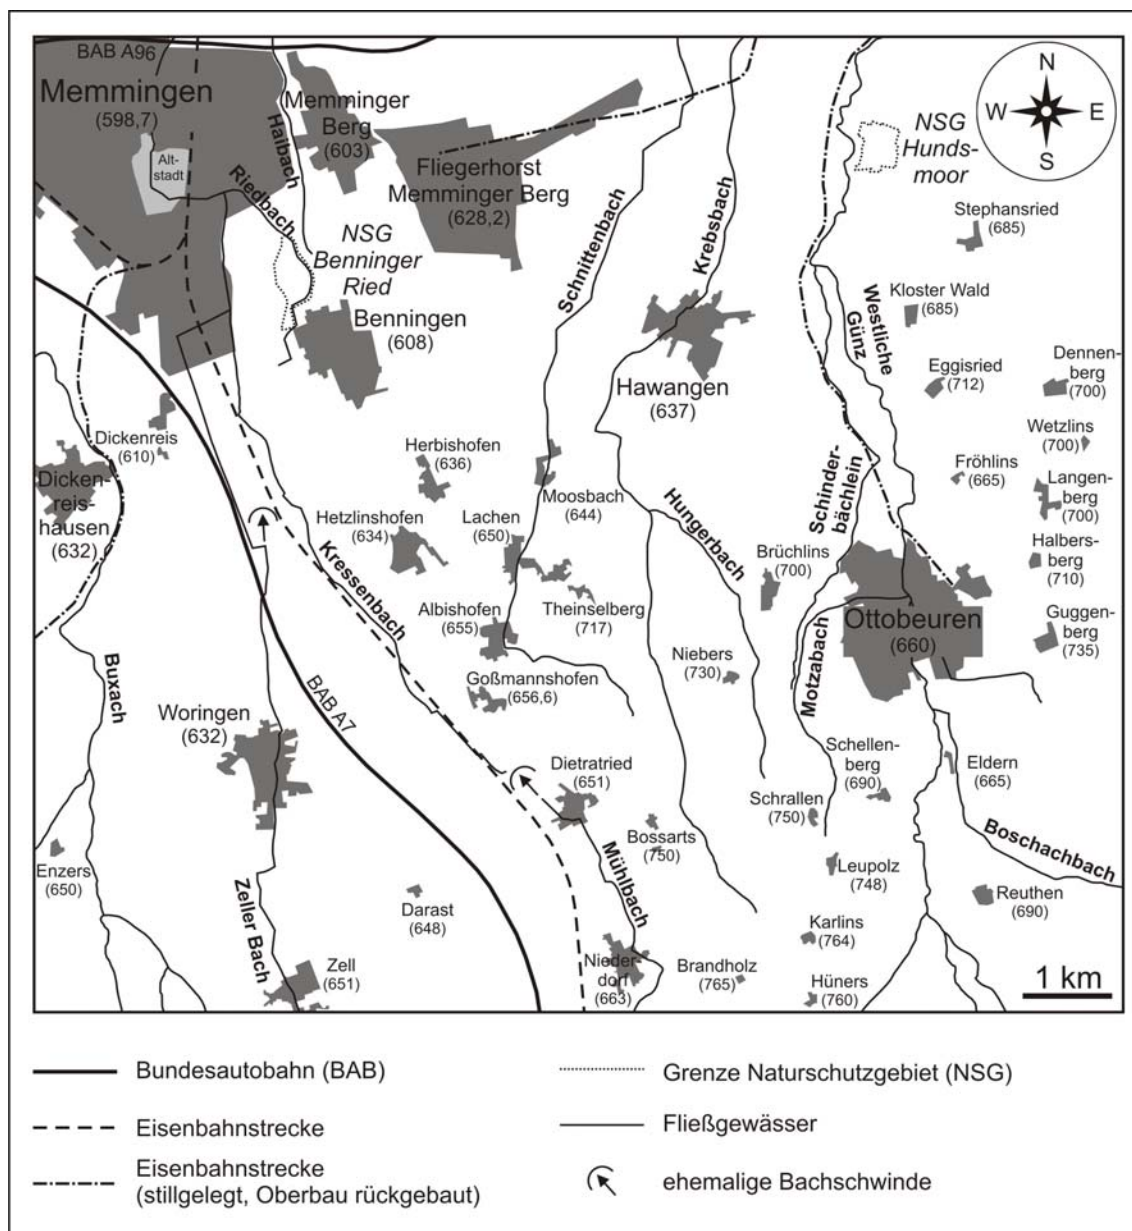 BAB A96
Memmingen
(598,7)
Alt-
stadt
Haibach
Memminger
Berg
(603)
Riedbach
Fliegerhorst
Memminger Berg
(628,2)
NSG
Benninger
Ried
Benningen
(608)
Schnittenbach
Krebsbach
NSG
Hunds-
moor
N
W
E
S
Stephansried
(685)
Kloster Wald
(685)
Westliche
Günz
Eggisried
(712)
Dennen-
berg
(700)
Hawangen
(637)
Wetzlins
(700)
Fröhlins
(665)
Langen-
berg
(700)
Halbers-
berg
(710)
Guggen-
berg
(735)
Dickenreis
(610)
Dicken-
reis-
hausen
(632)
Herbishofen
(636)
Hetzlinshofen
(634)
Lachen
(650)
Moosbach
(644)
Hungerbach
Schinder-
bächlein
Brüchlins
(700)
Kressenbach
Albishofen
(655)
Theinselberg
(717)
Ottobeuren
(660)
Motzabach
Niebers
(730)
Goßmannshofen
(656,6)
Buxach
BAB A7
Woringen
(632)
Dietratried
(651)
Schellen-
berg
(690)
Eldern
(665)
Schrallen
(750)
Bossarts
(750)
Boschachbach
Enzers
(650)
Mühlbach
Leupolz
(748)
Reuthen
(690)
Darast
(648)
Zeller Bach
Karlins
(764)
Zell
(651)
Nieder-
dorf
(663)
Brandholz
(765)
Hüners
(760)
1 km
Bundesautobahn (BAB)
Eisenbahnstrecke
Eisenbahnstrecke
(stillgelegt, Oberbau rückgebaut)
Grenze Naturschutzgebiet (NSG)
Fließgewässer
ehemalige Bachschwinde